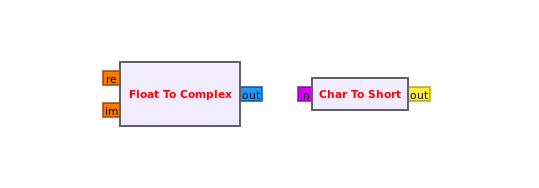 re
im
Float To Complex
out
in
Char To Short
out